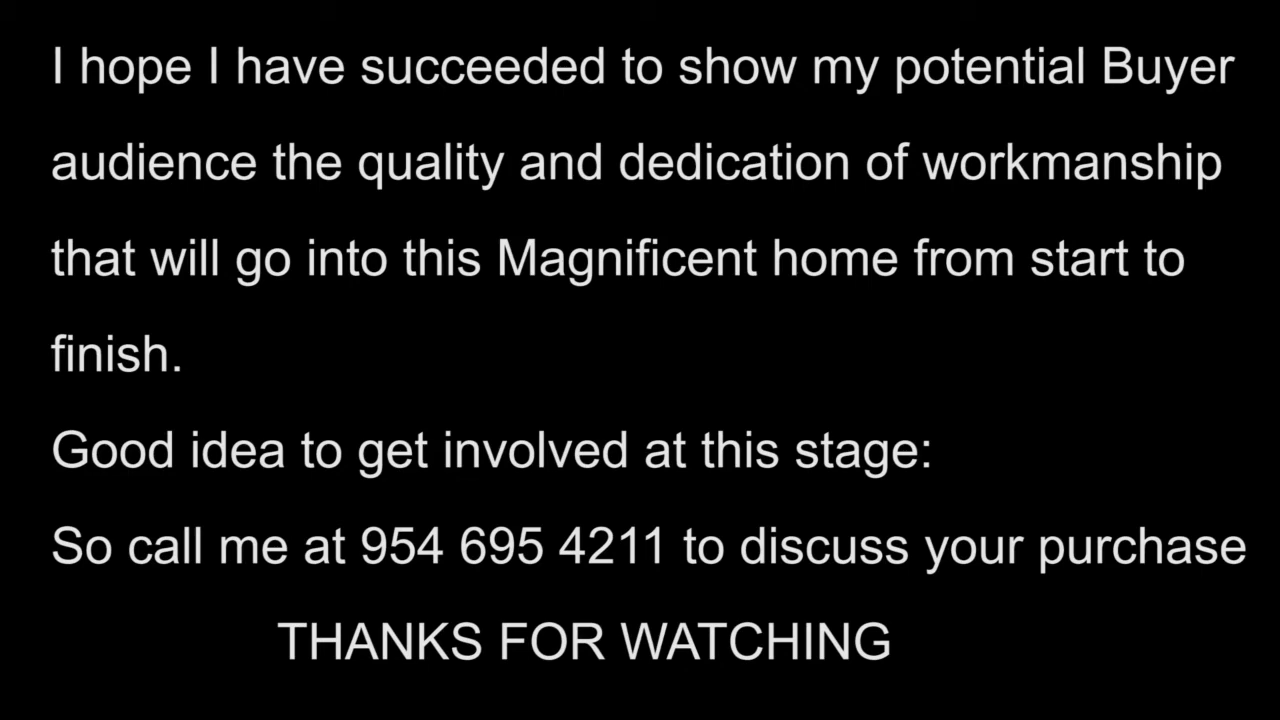 I hope I have succeeded to show my potential Buyer
audience the quality and dedication of workmanship
that will go into this Magnificent home from start to
finish.
Good idea to get involved at this stage:
So call me at 954 695 4211 to discuss your purchase
THANKS FOR WATCHING